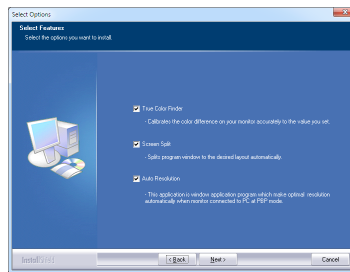 Select Options
Select Features
Select the options you want to install.
True Color Finder
- Calibrates the color difference on your monitor accurately to the value you set.
Screen Split
- Splits program window to the desired layout automatically.
Auto Resolution
- This application is window application program which make optimal resolution
automatically when monitor connected to PC at PBP mode.
InstallShield
< Back
Next >
Cancel